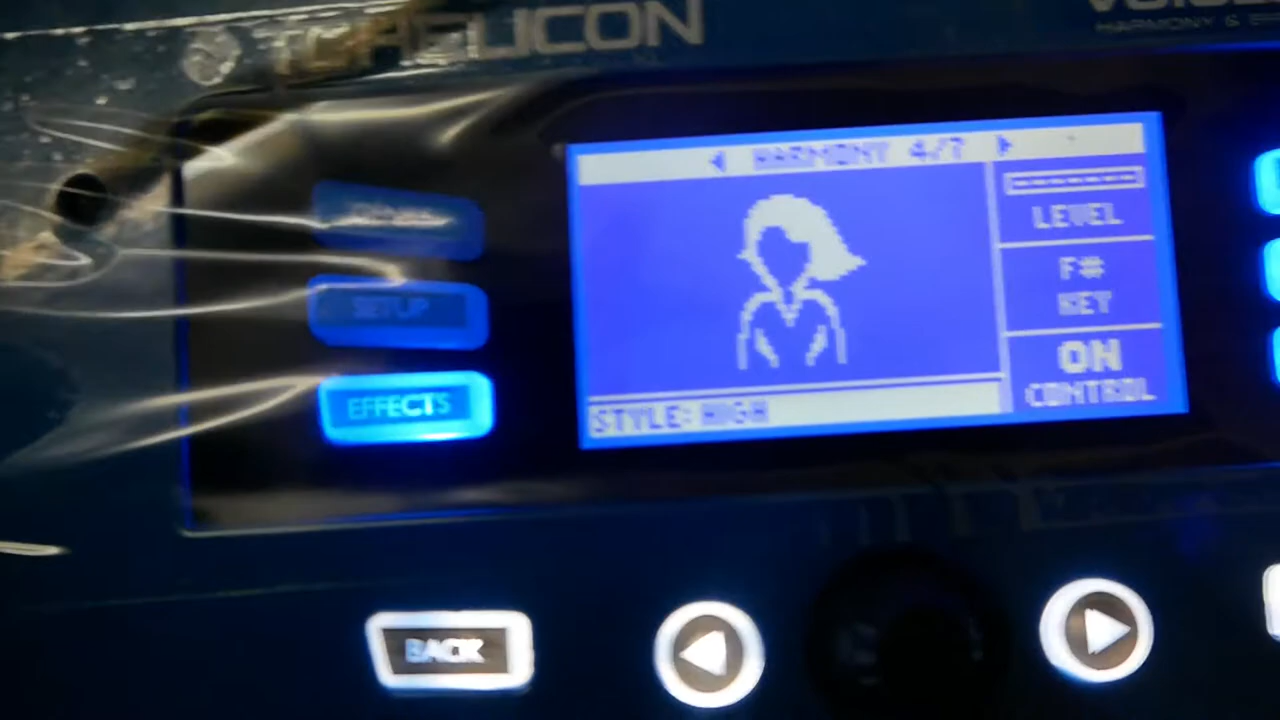 TC HELICON
HARMONY &
HARMONY 4/7
LEVEL
F#
KEY
ON
CONTROL
STYLE: HIGH
SETUP
EFFECTS
BACK